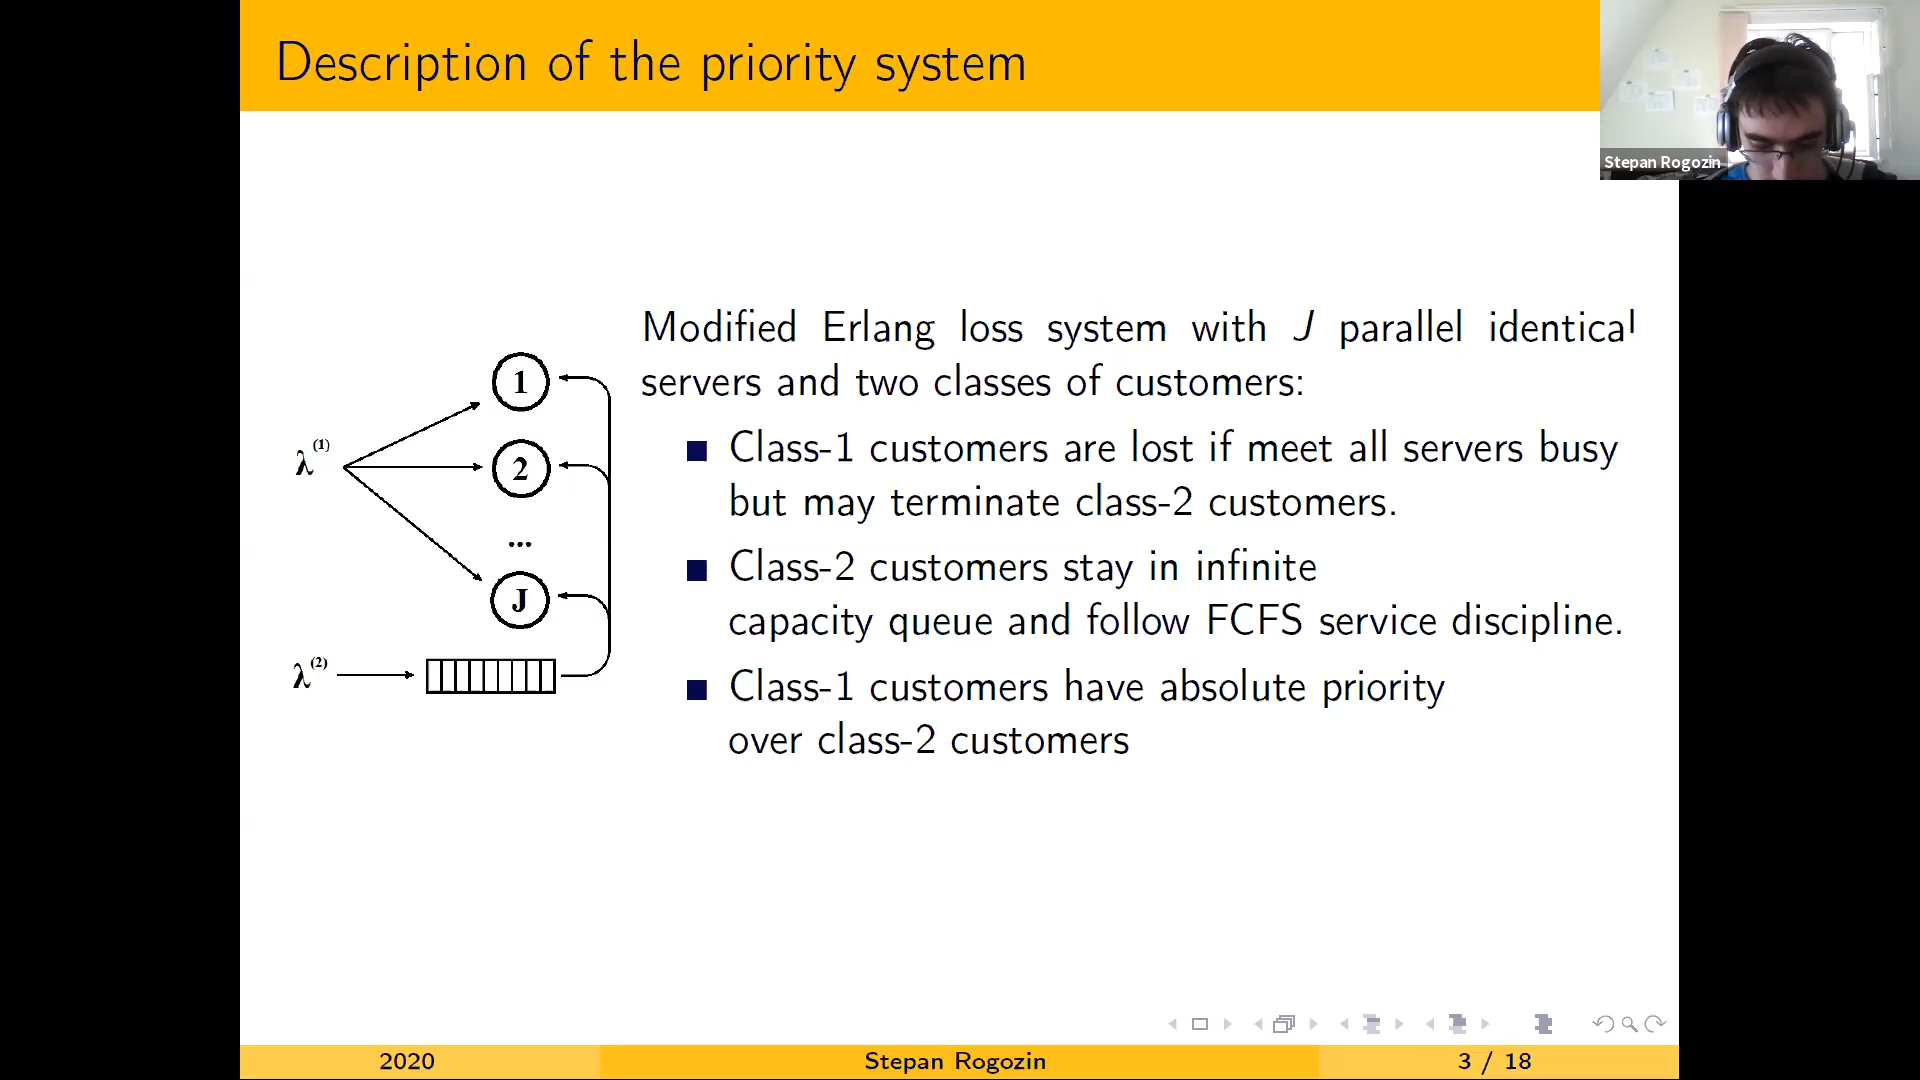 Description of the priority system
Stepan Rogozin
Modified Erlang loss system with J parallel identical
servers and two classes of customers:
Class-1 customers are lost if meet all servers busy
but may terminate class-2 customers.
Class-2 customers stay in infinite
capacity queue and follow FCFS service discipline.
Class-1 customers have absolute priority
over class-2 customers
λ(1)
1
2
...
J
λ(2)
2020 Stepan Rogozin 3 / 18